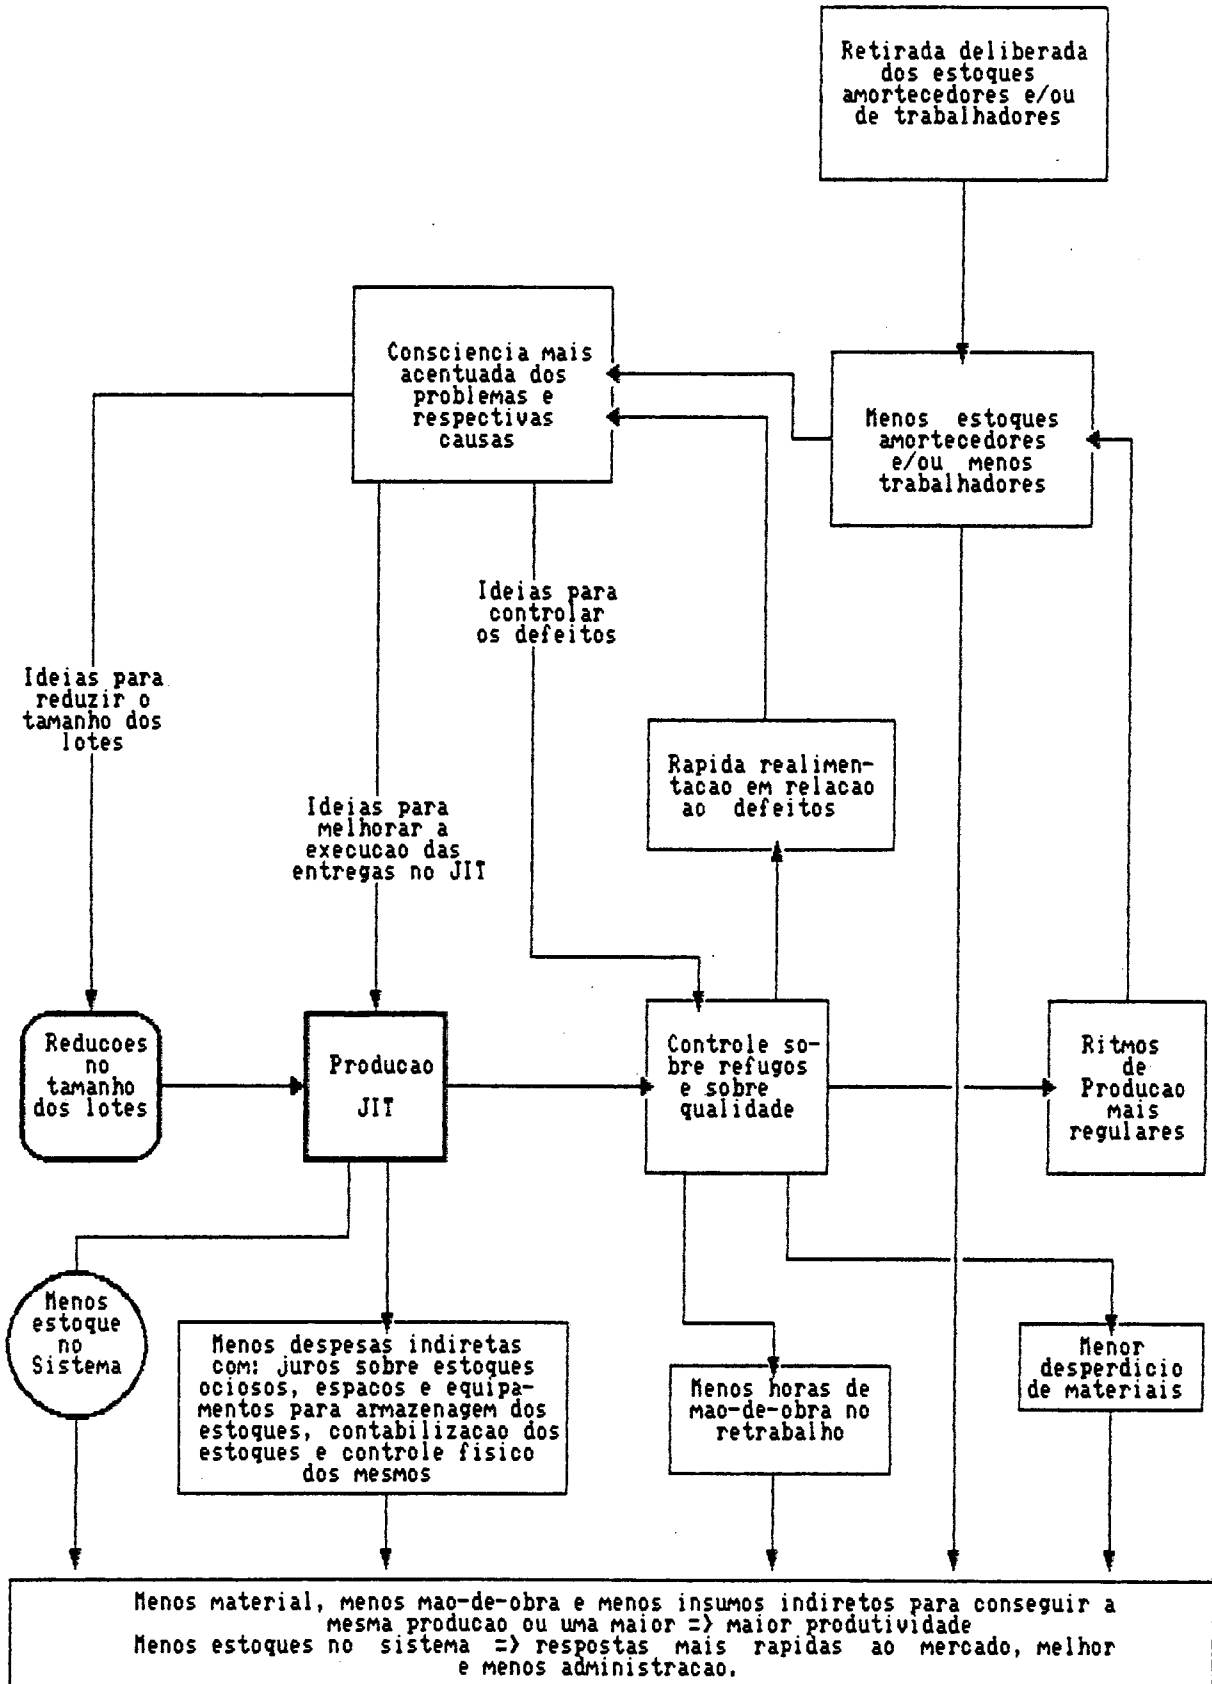 Retirada deliberada
dos estoques
amortecedores e/ou
de trabalhadores
Consciencia mais
acentuada dos
problemas e
respectivas
causas
Menos estoques
amortecedores
e/ou menos
trabalhadores
Ideias para
controlar
os defeitos
Ideias para
reduzir o
tamanho dos
lotes
Rapida realimen-
tacao em relacao
ao defeitos
Ideias para
melhorar a
execucao das
entregas no JIT
Reducoes
no
tamanho
dos lotes
Producao
JIT
Controle so-
bre refugos
e sobre
qualidade
Ritmos
de
Producao
mais
regulares
Menos
estoque
no
Sistema
Menos despesas indiretas
com: juros sobre estoques
ociosos, espacos e equipa-
mentos para armazenagem dos
estoques, contabilizacao dos
estoques e controle fisico
dos mesmos
Menos horas de
mao-de-obra no
retrabalho
Menor
desperdicio
de materiais
Menos material, menos mao-de-obra e menos insumos indiretos para conseguir a
mesma producao ou uma maior => maior produtividade
Menos estoques no sistema => respostas mais rapidas ao mercado, melhor
e menos administracao.